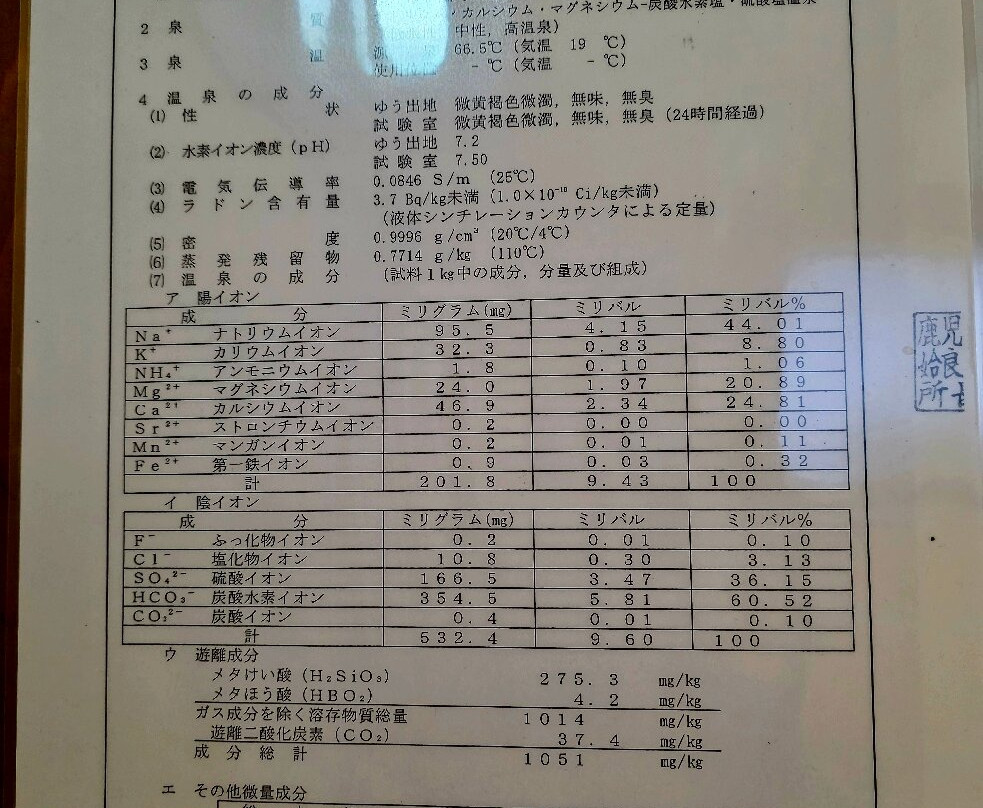 ・カルシウム・マグネシウム−炭酸水素塩・硫酸塩温泉
2 泉 質 中性, 高温泉)
3 泉 温 源 泉 66.5℃ (気温 19 ℃)
使用位置 -℃ (気温 -℃)
4 温泉の成分
(1) 性 状 ゆう出地 微黄褐色微濁, 無味, 無臭
試験室 微黄褐色微濁, 無味, 無臭 (24時間経過)
(2) 水素イオン濃度(pH) ゆう出地 7.2
試験室 7.50
(3) 電気伝導率 0.0846 S/m (25℃)
(4) ラドン含有量 3.7 Bq/kg未満 (1.0×10⁻¹⁰ Ci/kg未満)
(液体シンチレーションカウンタによる定量)
(5) 密 度 0.9996 g/cm³ (20℃/4℃)
(6) 蒸発残留物 0.7714 g/kg (110℃)
(7) 温泉の成分 (試料1kg中の成分, 分量及び組成)
ア 陽イオン
成 分 ミリグラム(mg) ミリバル ミリバル%
Na⁺ ナトリウムイオン 95.5 4.15 44.01
K⁺ カリウムイオン 32.3 0.83 8.80
NH₄⁺ アンモニウムイオン 1.8 0.10 1.06
Mg²⁺ マグネシウムイオン 24.0 1.97 20.89
Ca²⁺ カルシウムイオン 46.9 2.34 24.81
Sr²⁺ ストロンチウムイオン 0.2 0.00 0.00
Mn²⁺ マンガンイオン 0.2 0.01 0.11
Fe²⁺ 第一鉄イオン 0.9 0.03 0.32
計 201.8 9.43 100
イ 陰イオン
成 分 ミリグラム(mg) ミリバル ミリバル%
F⁻ ふっ化物イオン 0.2 0.01 0.10
Cl⁻ 塩化物イオン 10.8 0.30 3.13
SO₄²⁻ 硫酸イオン 166.5 3.47 36.15
HCO₃⁻ 炭酸水素イオン 354.5 5.81 60.52
CO₃²⁻ 炭酸イオン 0.4 0.01 0.10
計 532.4 9.60 100
ウ 遊離成分
メタけい酸(H₂SiO₃) 275.3 mg/kg
メタほう酸(HBO₂) 4.2 mg/kg
ガス成分を除く溶存物質総量 1014 mg/kg
遊離二酸化炭素(CO₂) 37.4 mg/kg
成分総計 1051 mg/kg
エ その他微量成分
児良
鹿姶所